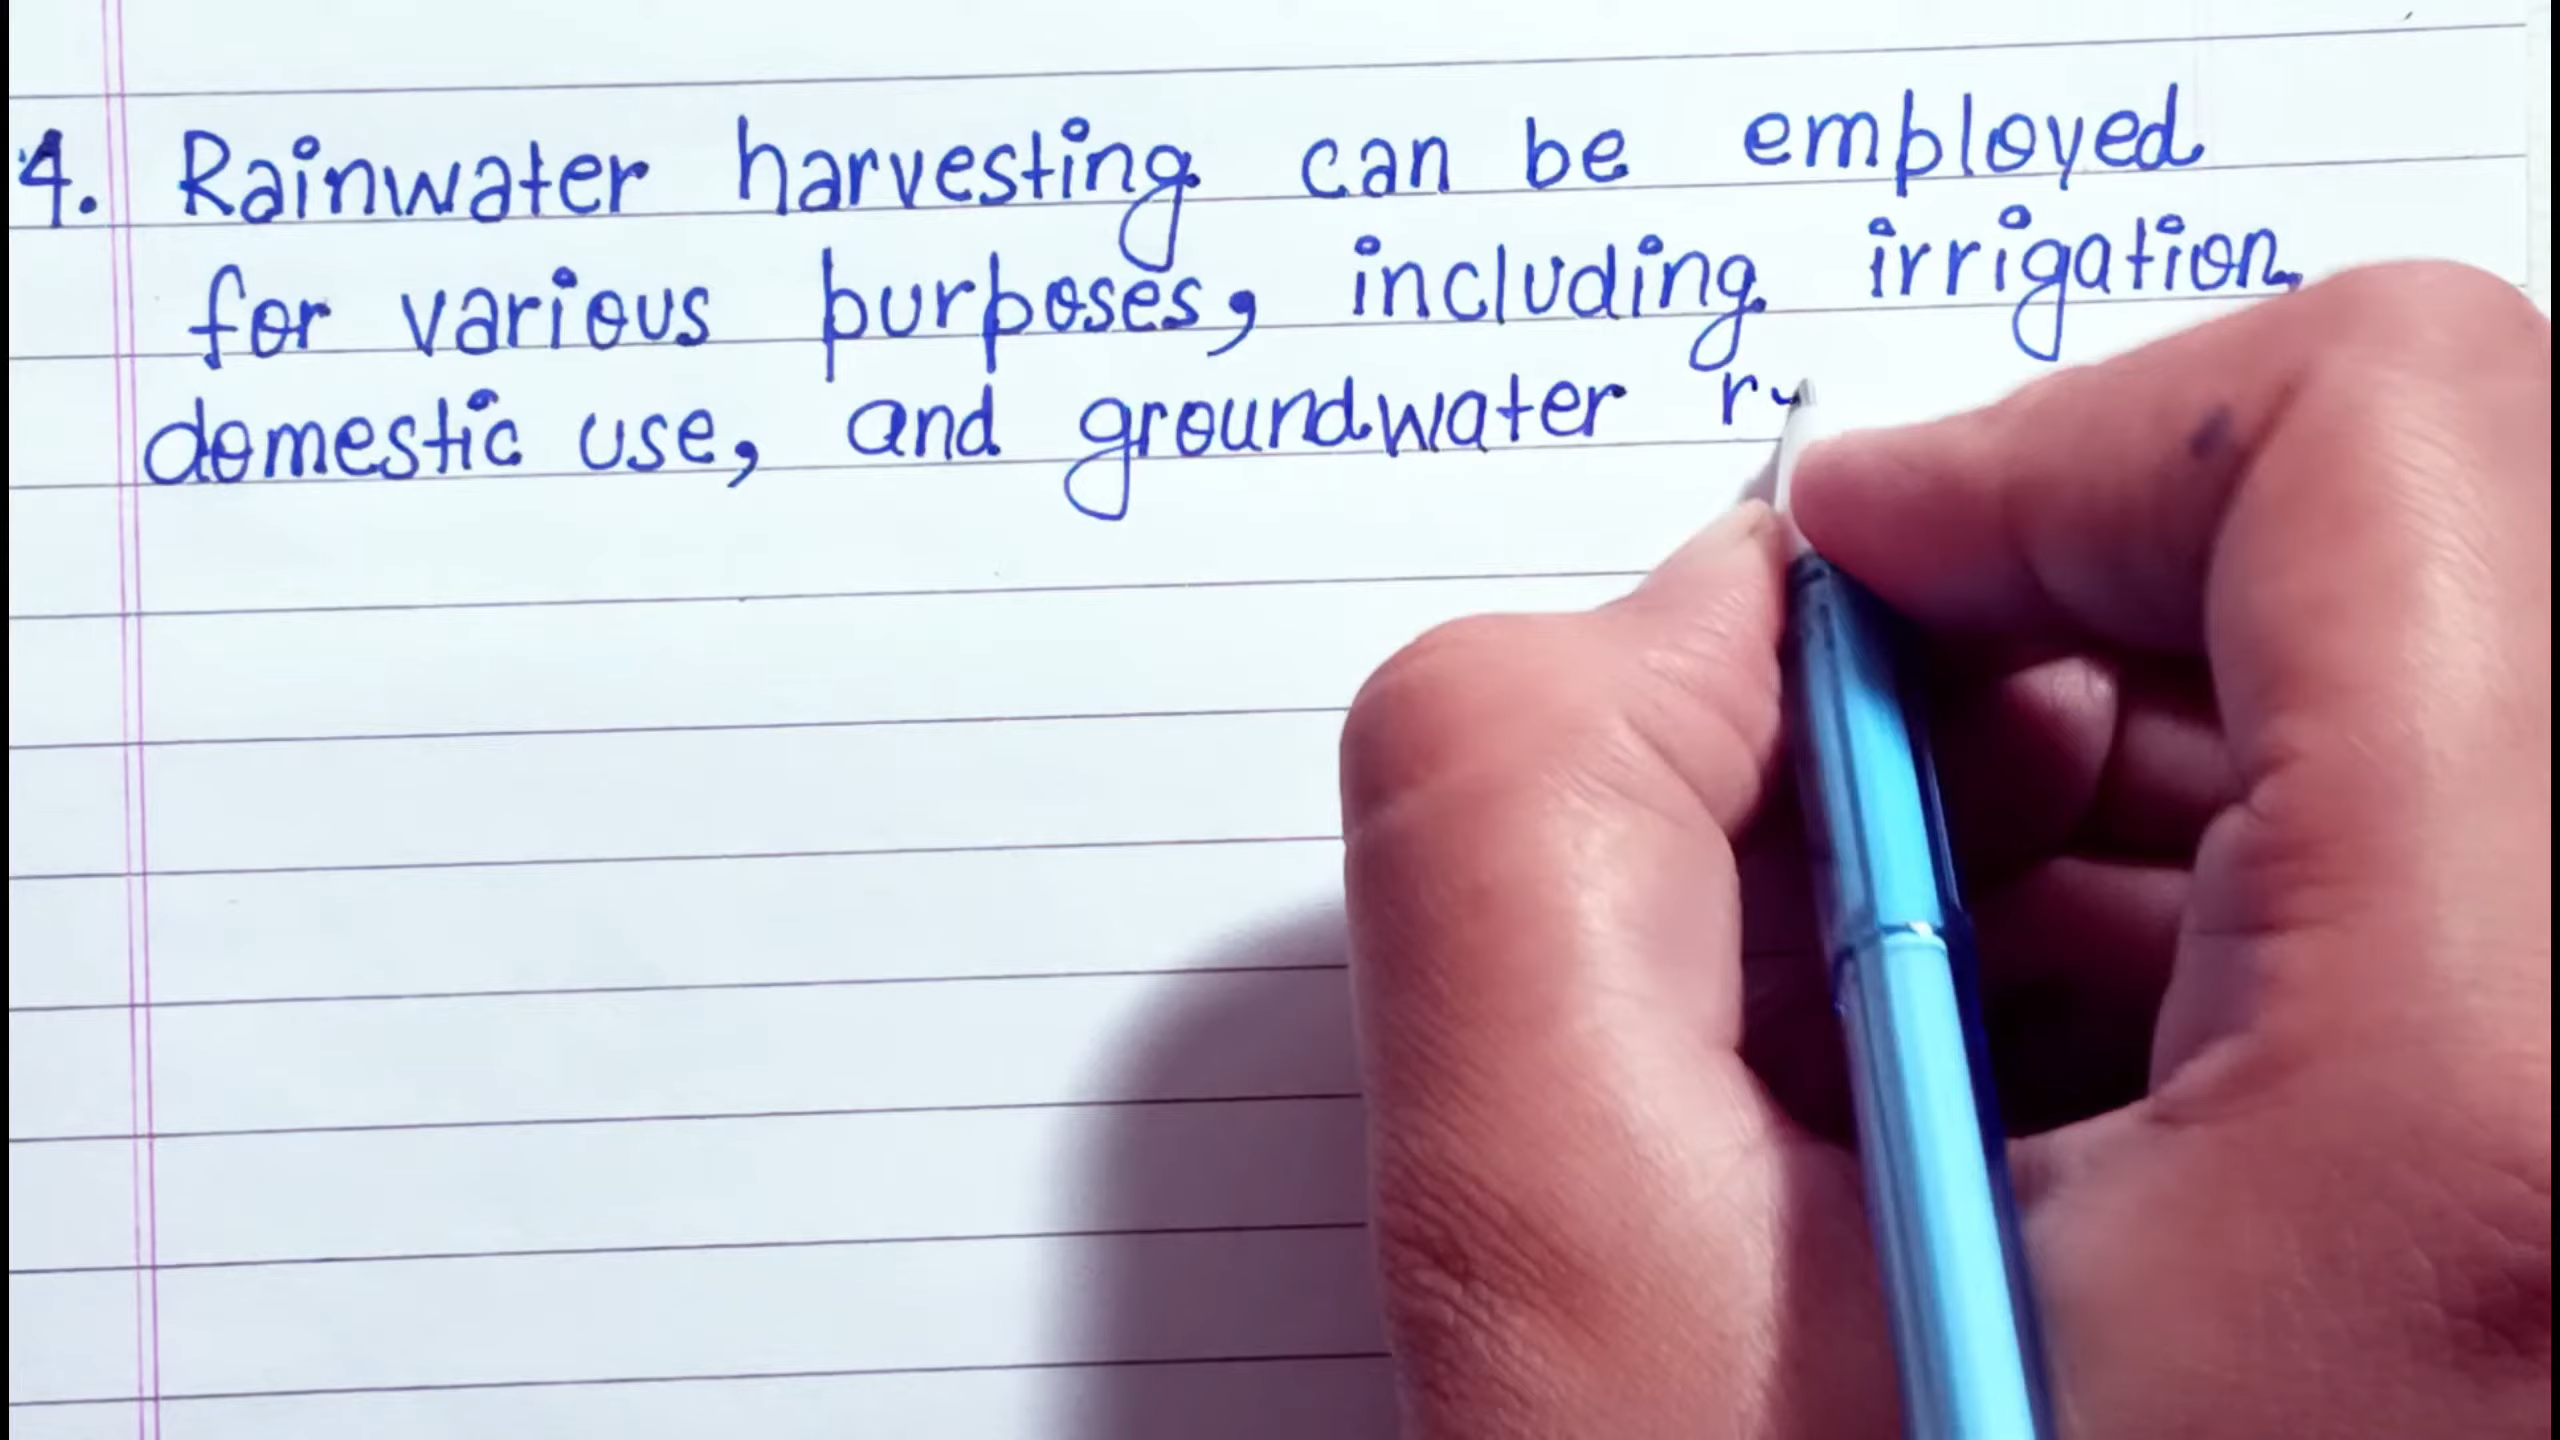 4. Rainwater harvesting can be employed
for various purposes, including irrigation
domestic use, and groundwater r